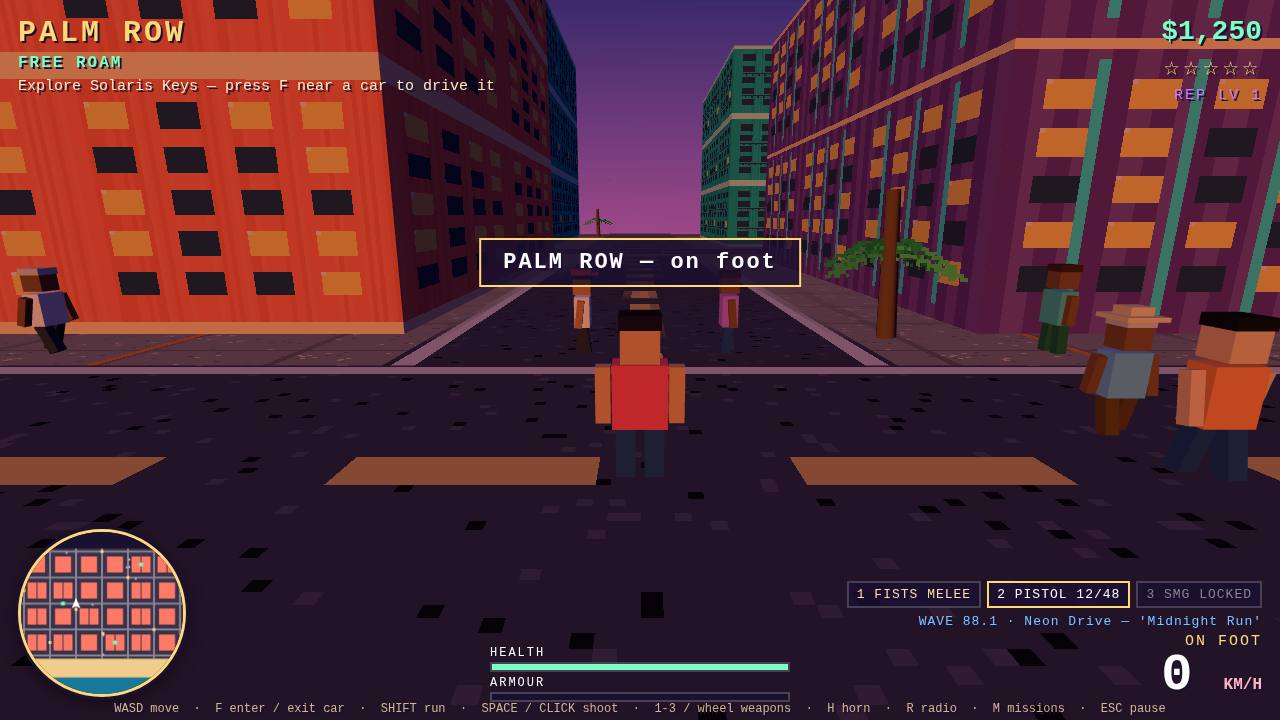 PALM ROW
FREE ROAM
Explore Solaris Keys — press F near a car to drive it
$1,250
☆☆☆☆☆
REP LV 1
PALM ROW — on foot
1 FISTS MELEE
2 PISTOL 12/48
3 SMG LOCKED
WAVE 88.1 · Neon Drive — 'Midnight Run'
ON FOOT
0 KM/H
HEALTH
ARMOUR
WASD move · F enter / exit car · SHIFT run · SPACE / CLICK shoot · 1-3 / wheel weapons · H horn · R radio · M missions · ESC pause